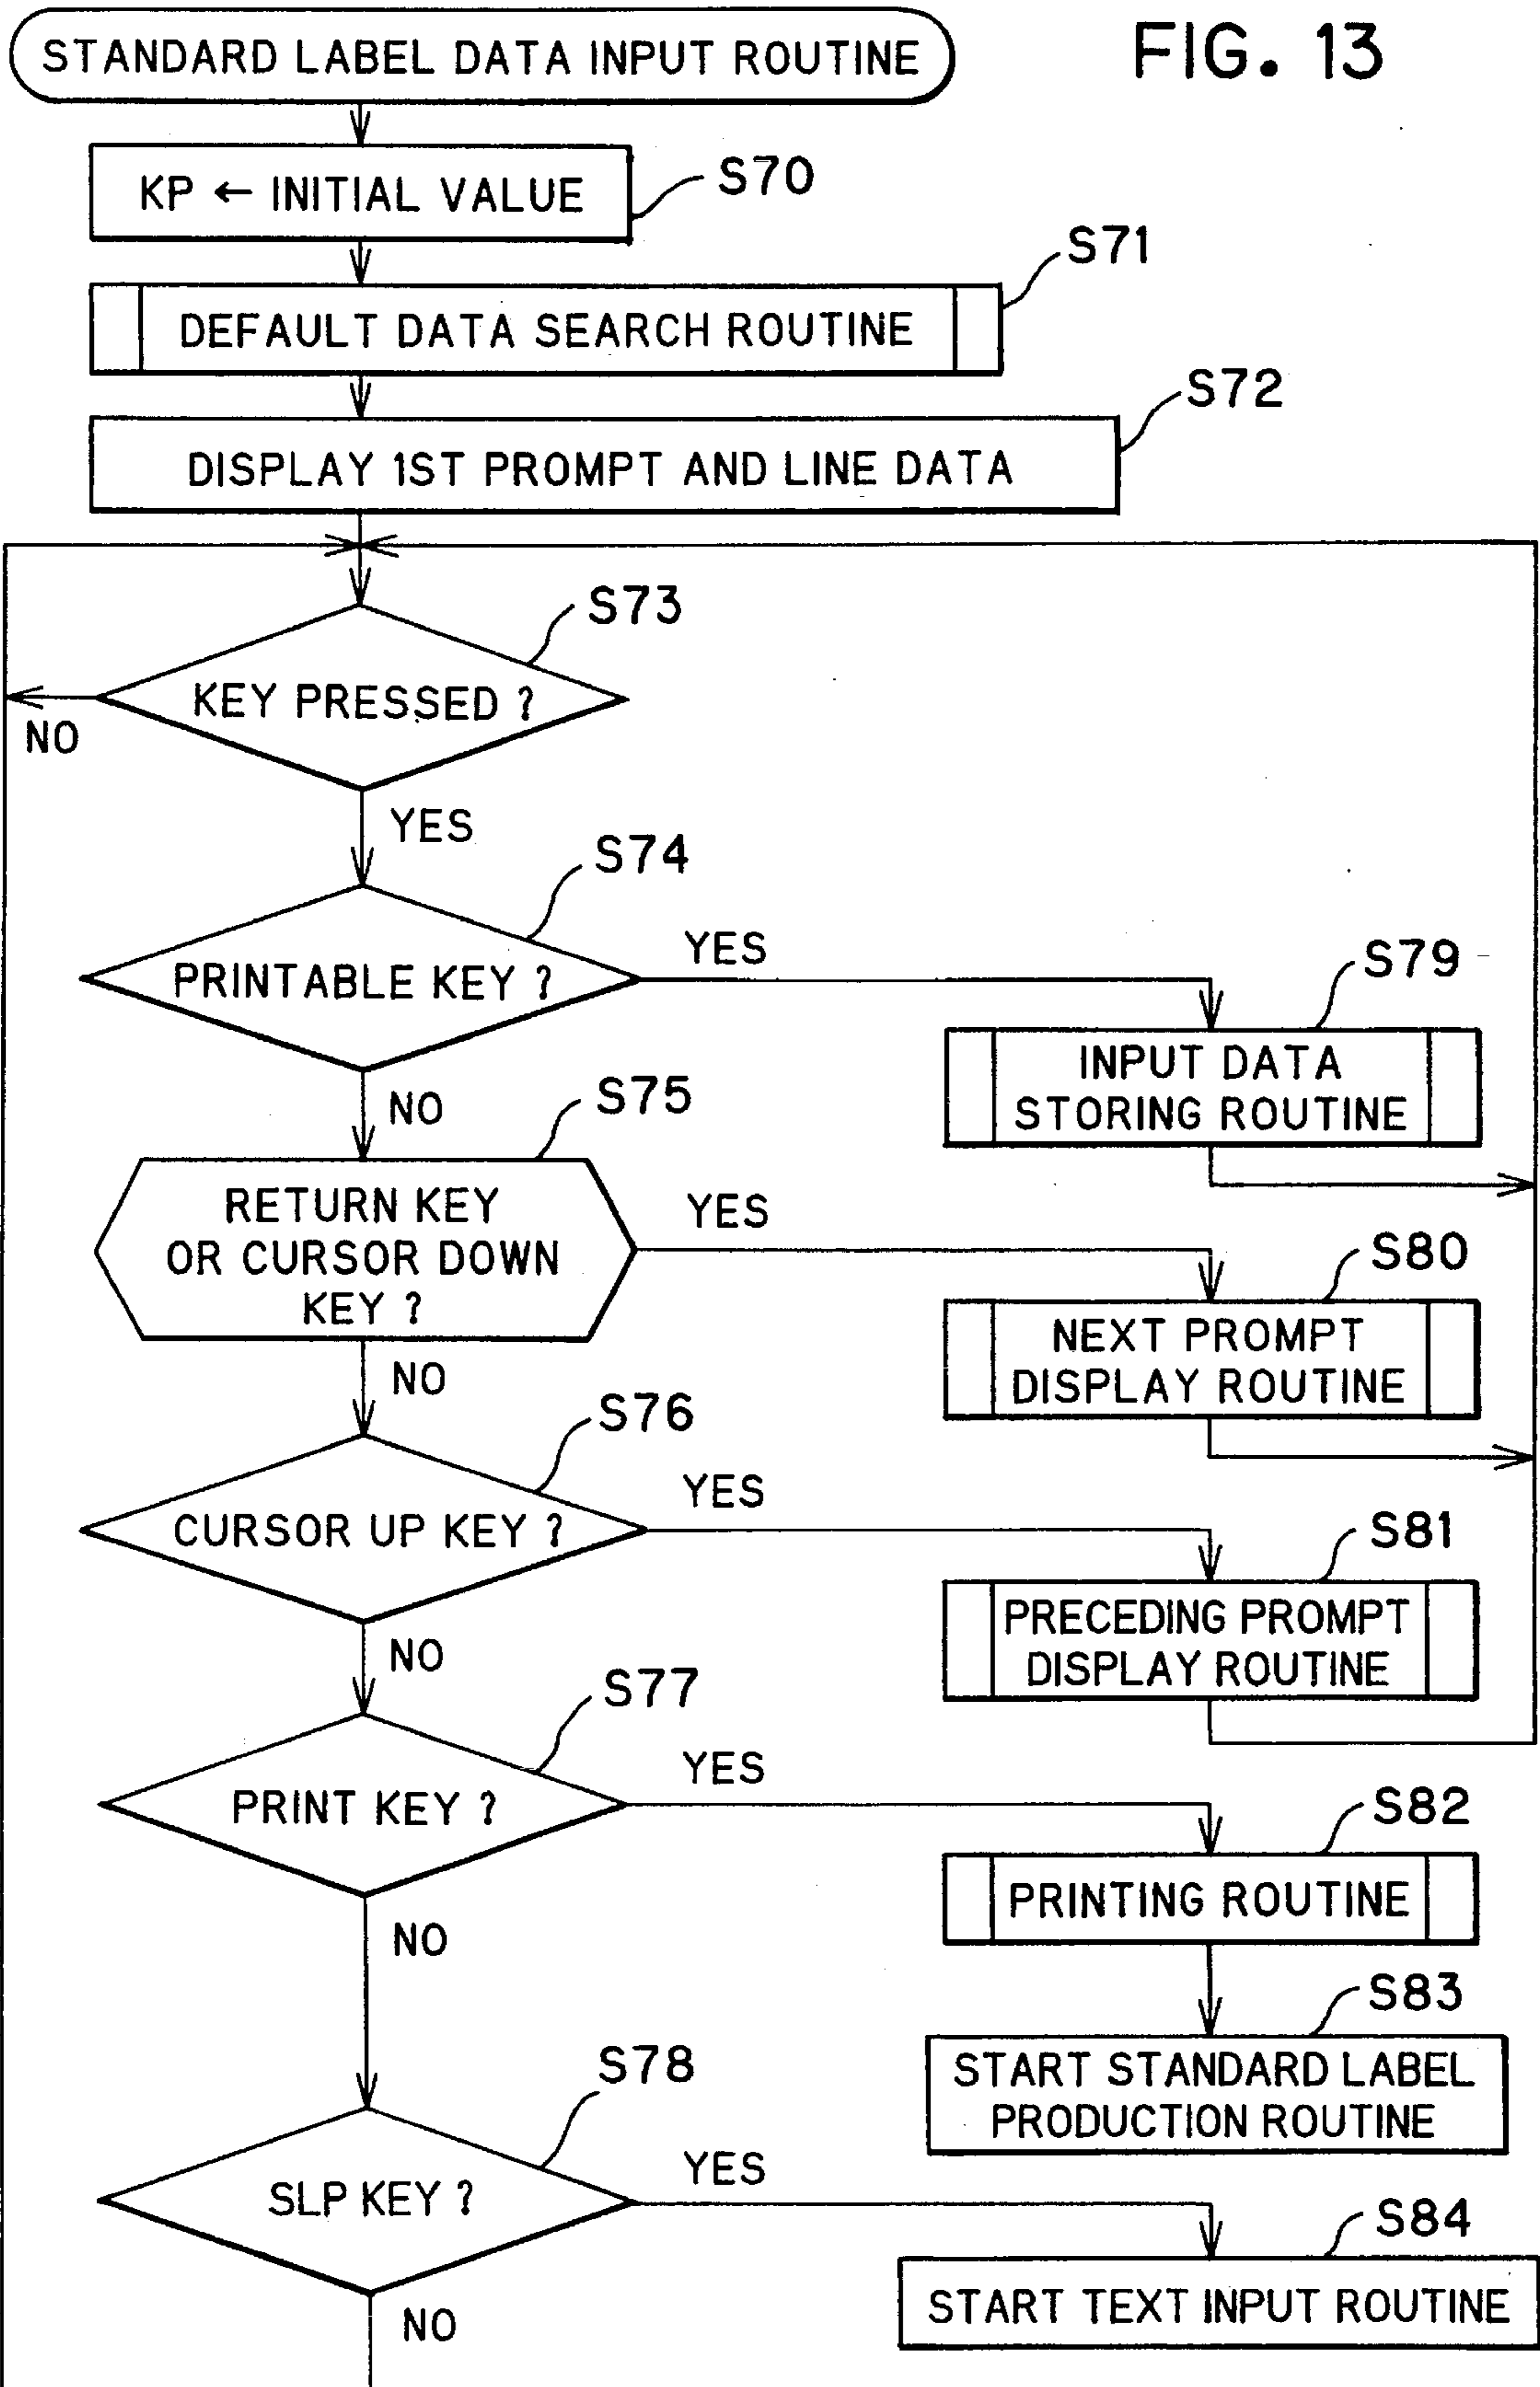 FIG. 13
STANDARD LABEL DATA INPUT ROUTINE
KP ← INITIAL VALUE
S70
S71
DEFAULT DATA SEARCH ROUTINE
S72
DISPLAY 1ST PROMPT AND LINE DATA
S73
KEY PRESSED ?
NO
YES
S74
PRINTABLE KEY ?
YES
S79
INPUT DATA
STORING ROUTINE
NO
S75
RETURN KEY
OR CURSOR DOWN
KEY ?
YES
S80
NEXT PROMPT
DISPLAY ROUTINE
NO
S76
CURSOR UP KEY ?
YES
S81
PRECEDING PROMPT
DISPLAY ROUTINE
NO
S77
PRINT KEY ?
YES
S82
PRINTING ROUTINE
NO
S83
START STANDARD LABEL
PRODUCTION ROUTINE
S78
SLP KEY ?
YES
S84
START TEXT INPUT ROUTINE
NO